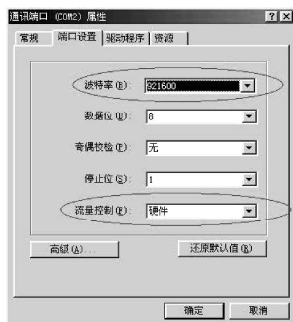 通讯端口 (COM2) 属性
常规 端口设置 驱动程序 资源
波特率(B): 921600
数据位(D): 8
奇偶校检(P): 无
停止位(S): 1
流量控制(F): 硬件
高级(A)... 还原默认值(R)
确定 取消